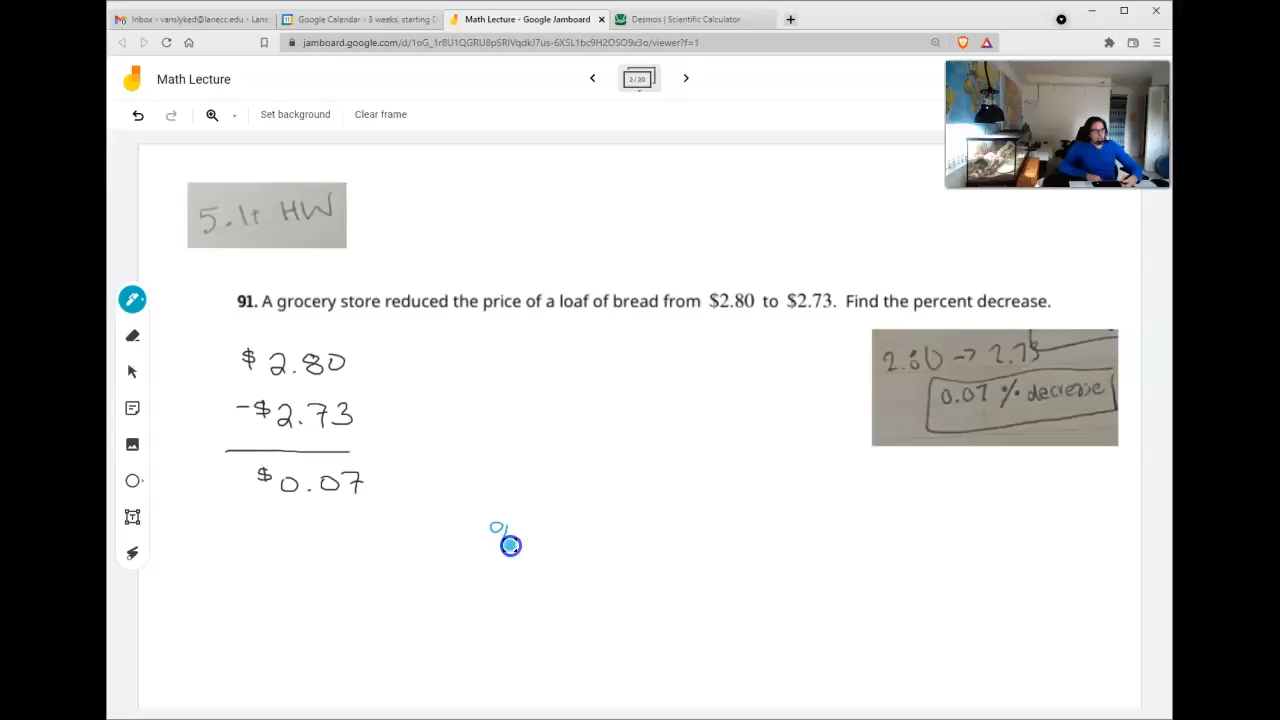 Inbox - vanslyked@lanecc.edu - Lane
Google Calendar - 3 weeks, starting D
Math Lecture - Google Jamboard
Desmos | Scientific Calculator
jamboard.google.com/d/1oG_1r8U1QGRU8pSRlVqdkJ7us-6XSL1bc9H2OSO9x3o/viewer?f=1
Math Lecture
2/20
Set background
Clear frame
5.1+ HW
91. A grocery store reduced the price of a loaf of bread from $2.80 to $2.73. Find the percent decrease.
$ 2.80
- $ 2.73
$ 0.07
2.80 → 2.73
0.07 % decrease